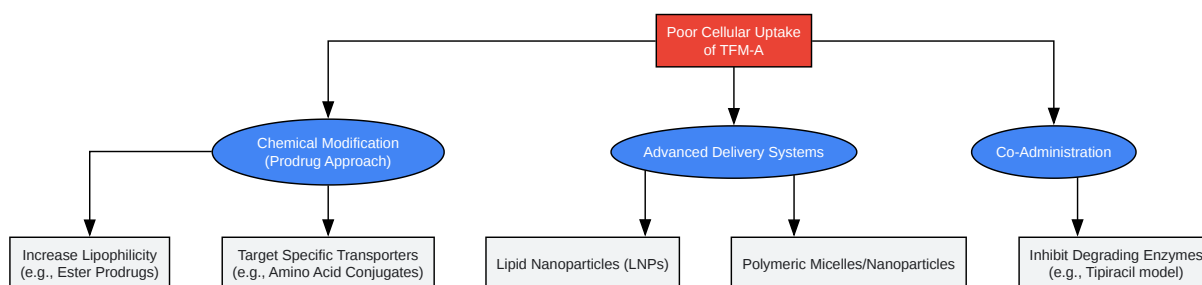 Poor Cellular Uptake
of TFM-A
Chemical Modification
(Prodrug Approach)
Advanced Delivery Systems
Co-Administration
Increase Lipophilicity
(e.g., Ester Prodrugs)
Target Specific Transporters
(e.g., Amino Acid Conjugates)
Lipid Nanoparticles (LNPs)
Polymeric Micelles/Nanoparticles
Inhibit Degrading Enzymes
(e.g., Tipiracil model)